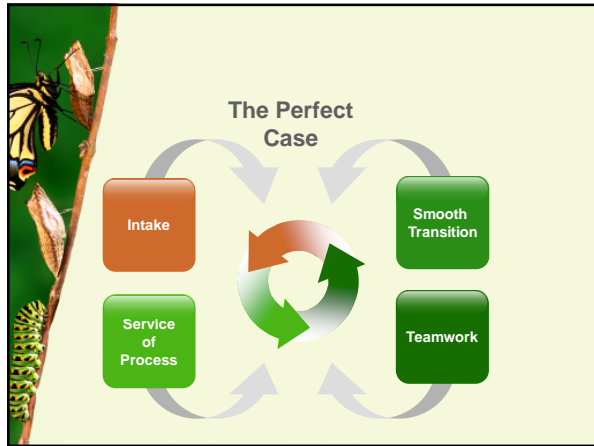 The Perfect
Case
Intake
Smooth
Transition
Service
of
Process
Teamwork